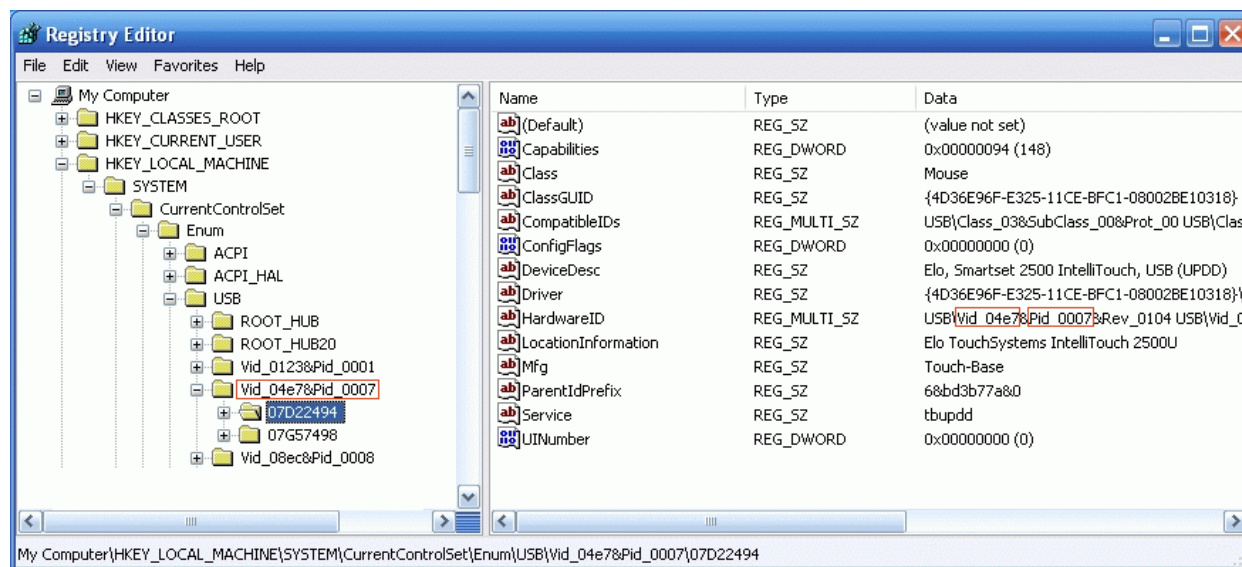 Registry Editor
File Edit View Favorites Help
My Computer
HKEY_CLASSES_ROOT
HKEY_CURRENT_USER
HKEY_LOCAL_MACHINE
SYSTEM
CurrentControlSet
Enum
ACPI
ACPI_HAL
USB
ROOT_HUB
ROOT_HUB20
Vid_0123&Pid_0001
Vid_04e7&Pid_0007
07D22494
07G57498
Vid_08ec&Pid_0008
Name Type Data
(Default) REG_SZ (value not set)
Capabilities REG_DWORD 0x00000094 (148)
Class REG_SZ Mouse
ClassGUID REG_SZ {4D36E96F-E325-11CE-BFC1-08002BE10318}
CompatibleIDs REG_MULTI_SZ USB\Class_03&SubClass_00&Prot_00 USB\Clas
ConfigFlags REG_DWORD 0x00000000 (0)
DeviceDesc REG_SZ Elo, Smartset 2500 IntelliTouch, USB (UPDD)
Driver REG_SZ {4D36E96F-E325-11CE-BFC1-08002BE10318}\
HardwareID REG_MULTI_SZ USB\Vid_04e7&Pid_0007&Rev_0104 USB\Vid_0
LocationInformation REG_SZ Elo TouchSystems IntelliTouch 2500U
Mfg REG_SZ Touch-Base
ParentIdPrefix REG_SZ 6&bd3b77a&0
Service REG_SZ tbupdd
UINumber REG_DWORD 0x00000000 (0)
My Computer\HKEY_LOCAL_MACHINE\SYSTEM\CurrentControlSet\Enum\USB\Vid_04e7&Pid_0007\07D22494